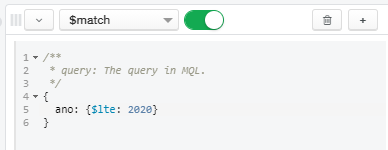 $match
1 /**
2  * query: The query in MQL.
3  */
4 {
5   ano: {$lte: 2020}
6 }